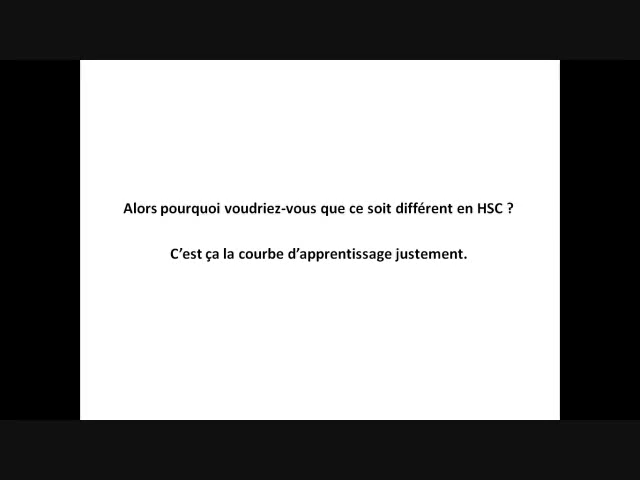 Alors pourquoi voudriez-vous que ce soit différent en HSC ?
C’est ça la courbe d’apprentissage justement.